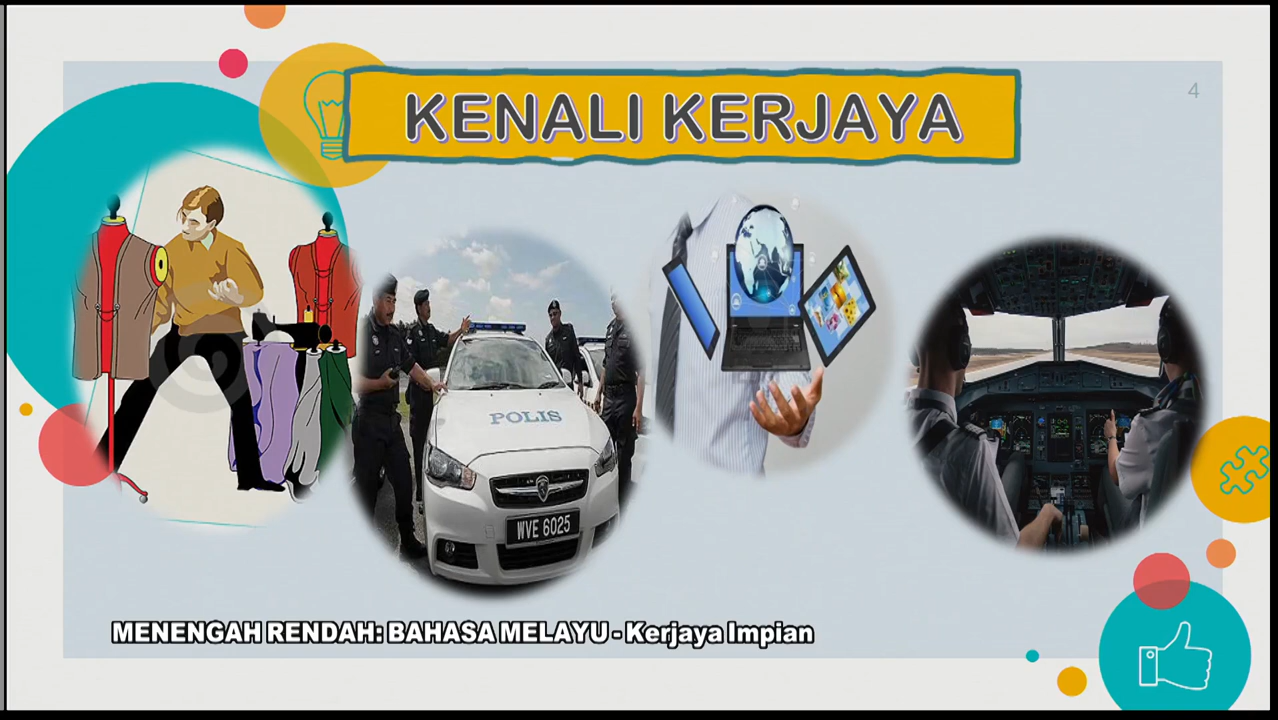 KENALI KERJAYA
4
POLIS
WVE 6025
MENENGAH RENDAH: BAHASA MELAYU - Kerjaya Impian